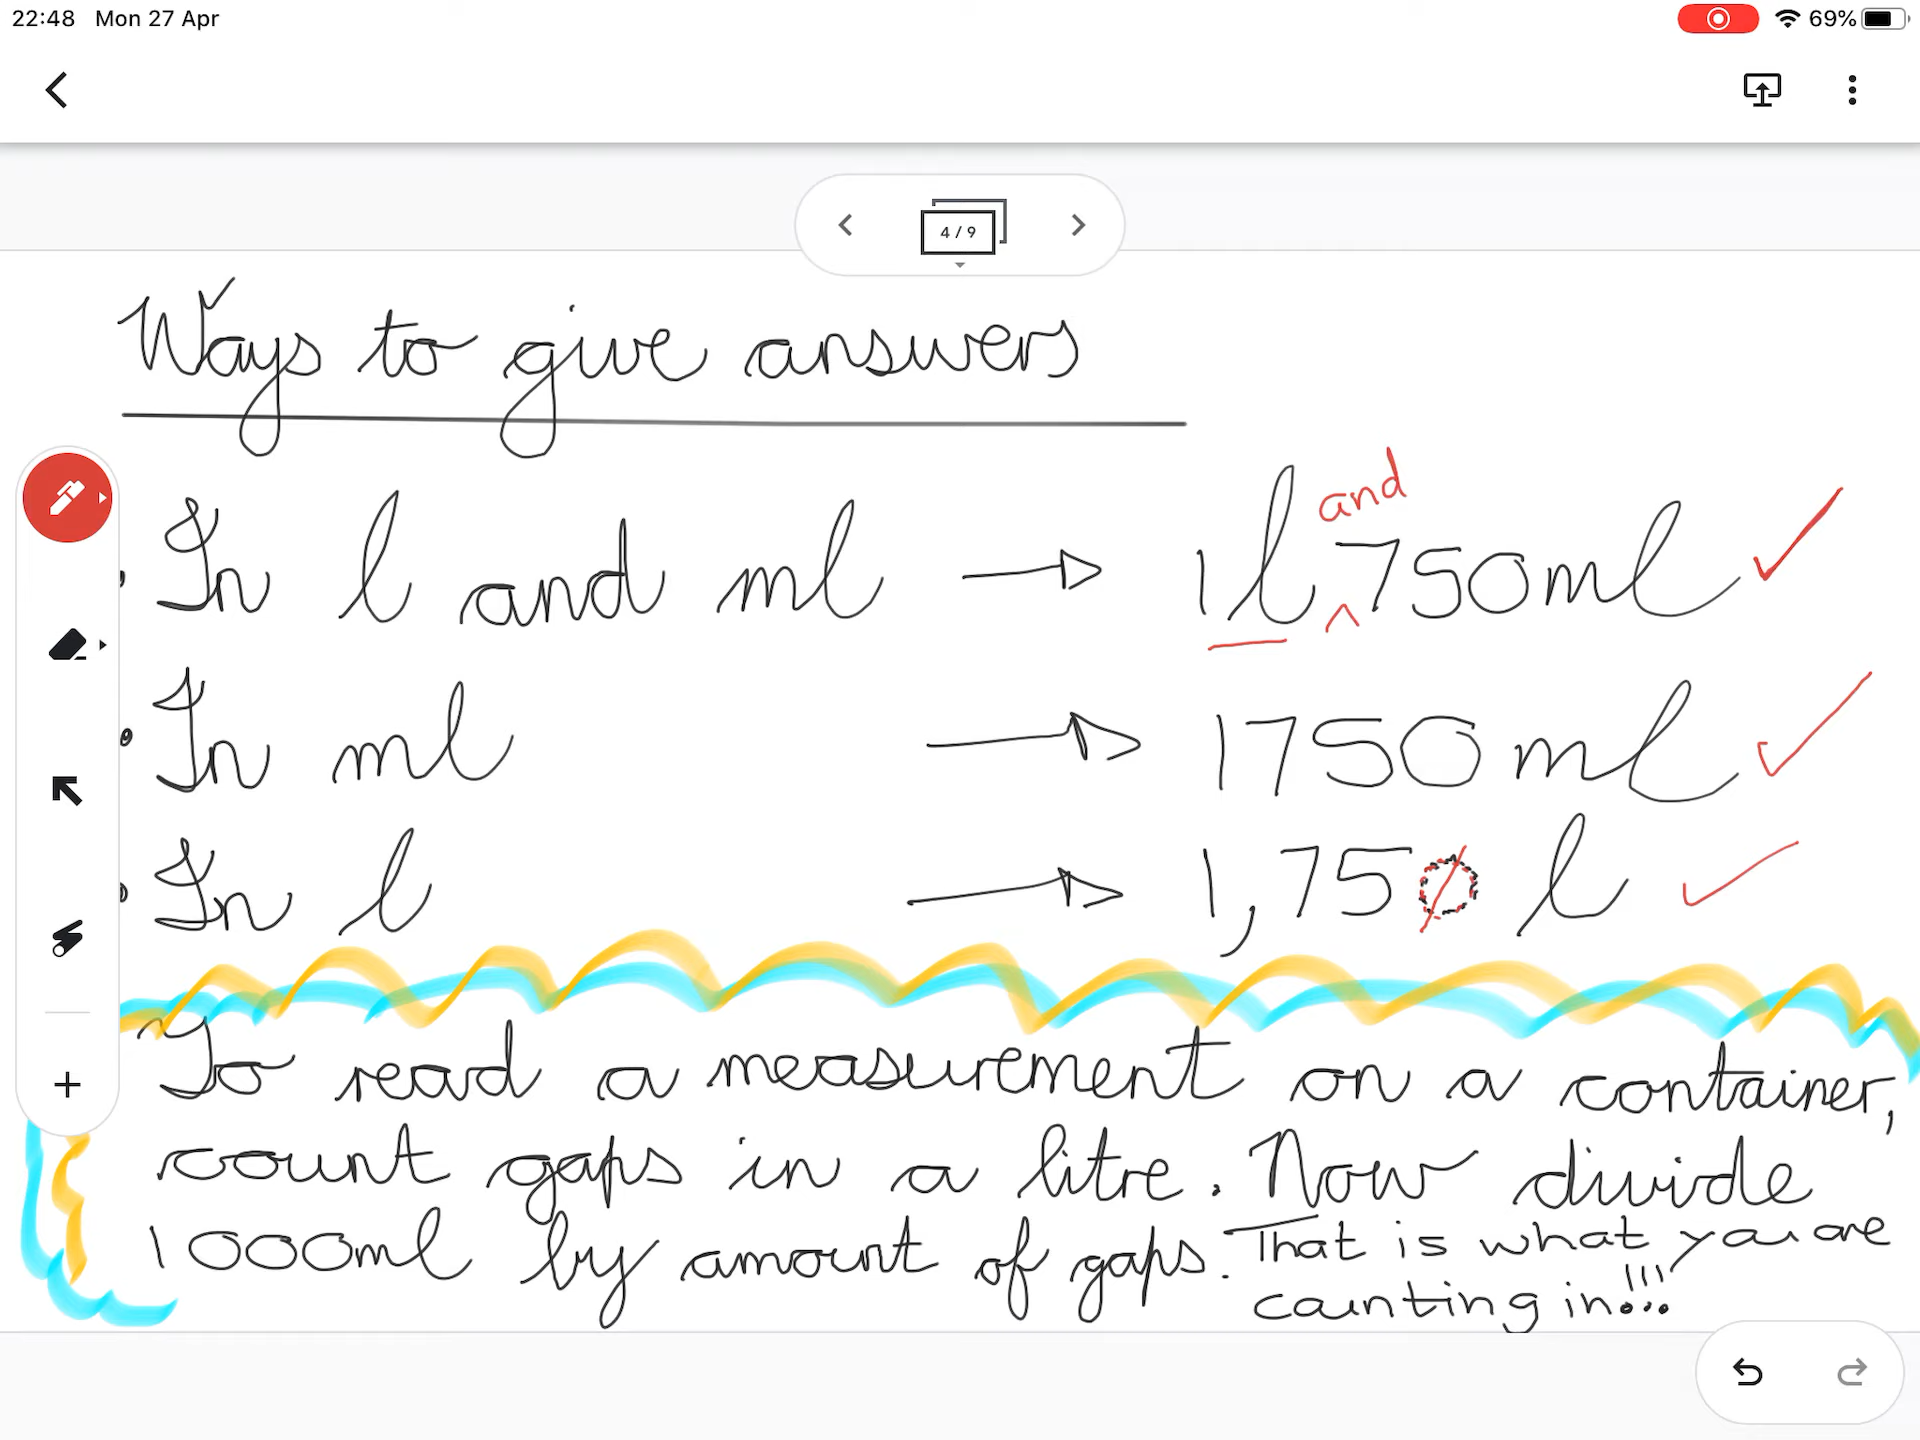 22:48 Mon 27 Apr 69%
4 / 9
Ways to give answers
and
In l and ml → 1l 750ml ✓
In ml → 1750 ml ✓
In l → 1,750 l ✓
To read a measurement on a container,
count gaps in a litre. Now divide
1000ml by amount of gaps. That is what you are
counting in!!!